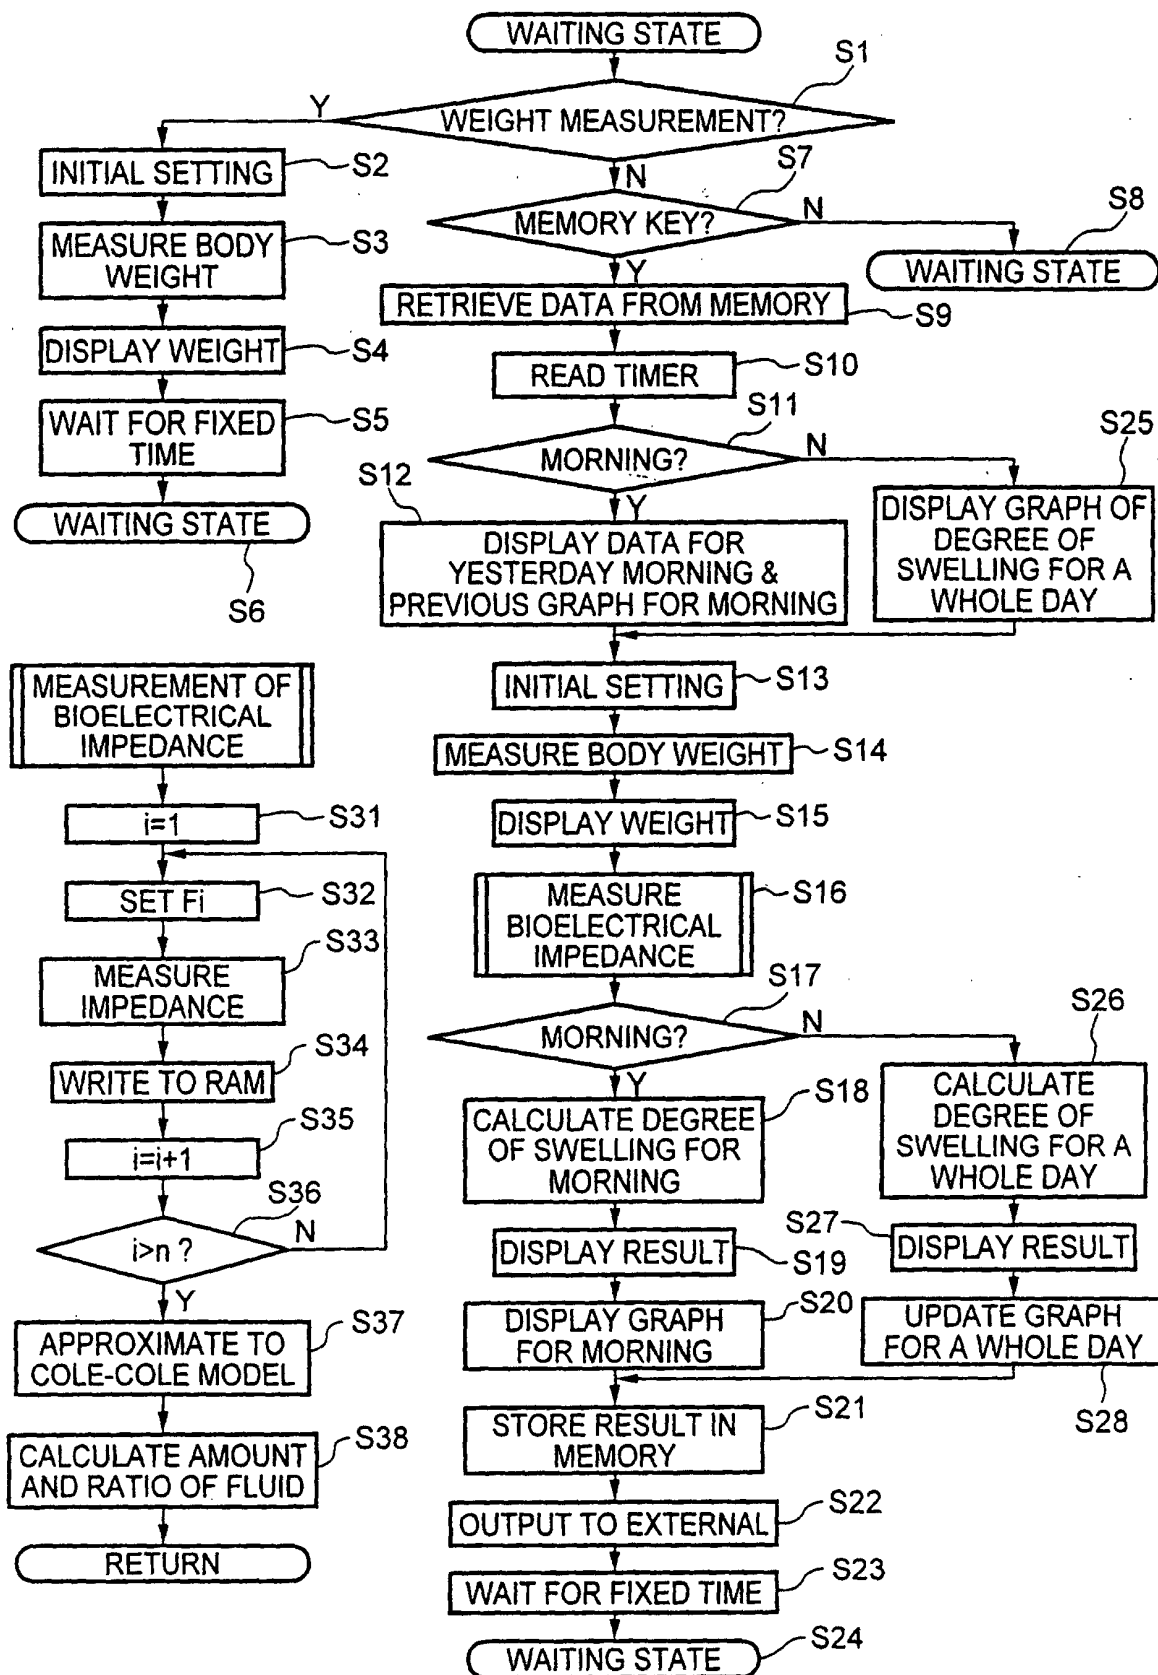 WAITING STATE
S1
WEIGHT MEASUREMENT?
Y
N
INITIAL SETTING
S2
MEASURE BODY
WEIGHT
S3
DISPLAY WEIGHT
S4
WAIT FOR FIXED
TIME
S5
WAITING STATE
S6
S7
MEMORY KEY?
N
Y
S8
WAITING STATE
RETRIEVE DATA FROM MEMORY
S9
READ TIMER
S10
S11
MORNING?
N
Y
S12
DISPLAY DATA FOR
YESTERDAY MORNING &
PREVIOUS GRAPH FOR MORNING
S25
DISPLAY GRAPH OF
DEGREE OF
SWELLING FOR A
WHOLE DAY
INITIAL SETTING
S13
MEASURE BODY WEIGHT
S14
DISPLAY WEIGHT
S15
MEASURE
BIOELECTRICAL
IMPEDANCE
S16
S17
MORNING?
N
Y
CALCULATE DEGREE
OF SWELLING FOR
MORNING
S18
DISPLAY RESULT
S19
DISPLAY GRAPH
FOR MORNING
S20
S26
CALCULATE
DEGREE OF
SWELLING FOR A
WHOLE DAY
S27
DISPLAY RESULT
UPDATE GRAPH
FOR A WHOLE DAY
S28
STORE RESULT IN
MEMORY
S21
OUTPUT TO EXTERNAL
S22
WAIT FOR FIXED TIME
S23
WAITING STATE
S24
MEASUREMENT OF
BIOELECTRICAL
IMPEDANCE
i=1
S31
SET Fi
S32
MEASURE
IMPEDANCE
S33
WRITE TO RAM
S34
i=i+1
S35
S36
i>n ?
N
Y
APPROXIMATE TO
COLE-COLE MODEL
S37
CALCULATE AMOUNT
AND RATIO OF FLUID
S38
RETURN